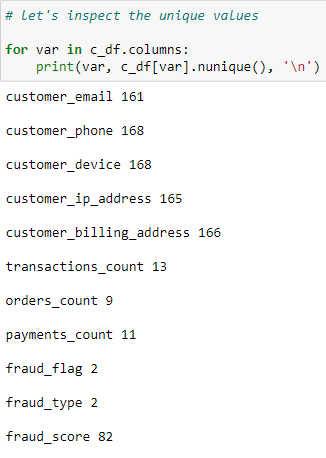 # let's inspect the unique values
for var in c_df.columns:
    print(var, c_df[var].nunique(), '\n')
customer_email 161
customer_phone 168
customer_device 168
customer_ip_address 165
customer_billing_address 166
transactions_count 13
orders_count 9
payments_count 11
fraud_flag 2
fraud_type 2
fraud_score 82